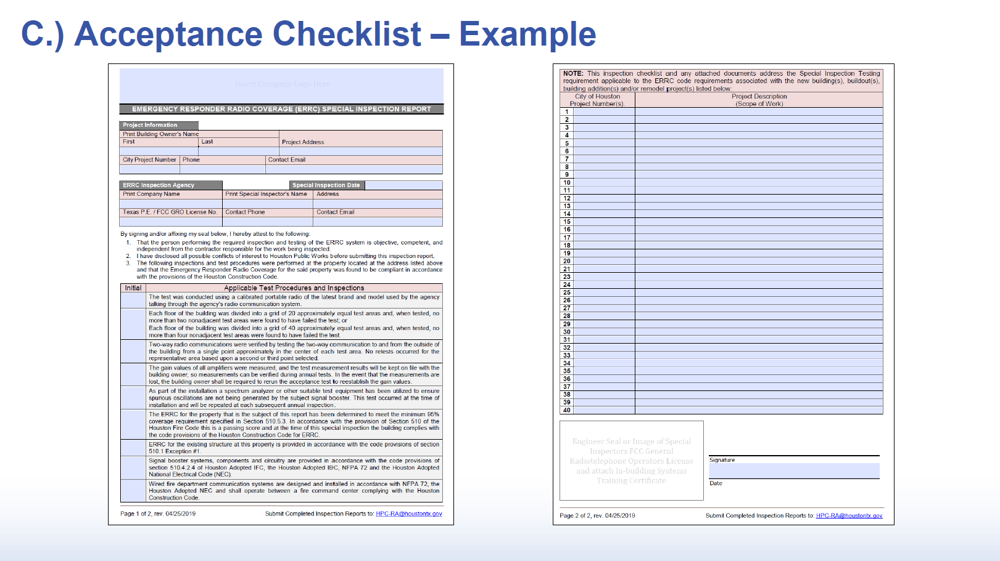 C.) Acceptance Checklist – Example
Insert Company Logo Here
EMERGENCY RESPONDER RADIO COVERAGE (ERRC) SPECIAL INSPECTION REPORT
Project Information
Print Building Owner's Name
First Last Project Address
City Project Number Phone Contact Email
ERRC Inspection Agency Special Inspection Date
Print Company Name Print Special Inspector's Name Address
Texas P.E. / FCC GRO License No. Contact Phone Contact Email
By signing and/or affixing my seal below, I hereby attest to the following:
1. That the person performing the required inspection and testing of the ERRC system is objective, competent, and
independent from the contractor responsible for the work being inspected.
2. I have disclosed all possible conflicts of interest to Houston Public Works before submitting this inspection report.
3. The following inspections and test procedures were performed at the property located at the address listed above
and that the Emergency Responder Radio Coverage for the said property was found to be compliant in accordance
with the provisions of the Houston Construction Code.
Initial Applicable Test Procedures and Inspections
The test was conducted using a calibrated portable radio of the latest brand and model used by the agency
talking through the agency's radio communication system.
Each floor of the building was divided into a grid of 20 approximately equal test areas and, when tested, no
more than two nonadjacent test areas were found to have failed the test; or
Each floor of the building was divided into a grid of 40 approximately equal test areas and, when tested, no
more than four nonadjacent test areas were found to have failed the test.
Two-way radio communications were verified by testing the two-way communication to and from the outside of
the building from a single point approximately in the center of each test area. No retests occurred for the
representative area based upon a second or third point selected.
The gain values of all amplifiers were measured, and the test measurement results will be kept on file with the
building owner, so measurements can be verified during annual tests. In the event that the measurements are
lost, the building owner shall be required to rerun the acceptance test to reestablish the gain values.
As part of the installation a spectrum analyzer or other suitable test equipment has been utilized to ensure
spurious oscillations are not being generated by the subject signal booster. This test occurred at the time of
installation and will be repeated at each subsequent annual inspection.
The ERRC for the property that is the subject of this report has been determined to meet the minimum 95%
coverage requirement specified in Section 510.5.3. In accordance with the provision of Section 510 of the
Houston Fire Code this is a passing score and at the time of this special inspection the building complies with
the code provisions of the Houston Construction Code for ERRC.
ERRC for the existing structure at this property is provided in accordance with the code provisions of section
510.1 Exception #1.
Signal booster systems, components and circuitry are provided in accordance with the code provisions of
section 510.4.2.4 of Houston Adopted IFC, the Houston Adopted IBC, NFPA 72 and the Houston Adopted
National Electrical Code (NEC).
Wired fire department communication systems are designed and installed in accordance with NFPA 72, the
Houston Adopted NEC and shall operate between a fire command center complying with the Houston
Construction Code.
Page 1 of 2, rev. 04/25/2019 Submit Completed Inspection Reports to: HPC-RA@houstontx.gov
NOTE: This inspection checklist and any attached documents address the Special Inspection Testing
requirement applicable to the ERRC code requirements associated with the new building(s), buildout(s),
building addition(s) and/or remodel project(s) listed below:
City of Houston Project Description
Project Number(s). (Scope of Work)
1
2
3
4
5
6
7
8
9
10
11
12
13
14
15
16
17
18
19
20
21
23
24
25
26
27
28
29
30
31
32
33
34
35
36
37
38
39
40
Engineer Seal or Image of Special
Inspectors FCC General
Radiotelephone Operators License
and attach In-building Systems
Training Certificate
Signature
Date
Page 2 of 2, rev. 04/25/2019 Submit Completed Inspection Reports to: HPC-RA@houstontx.gov